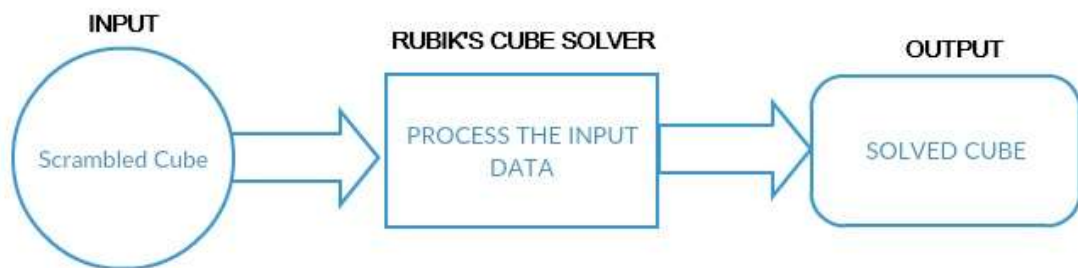 INPUT
Scrambled Cube
RUBIK'S CUBE SOLVER
PROCESS THE INPUT
DATA
OUTPUT
SOLVED CUBE